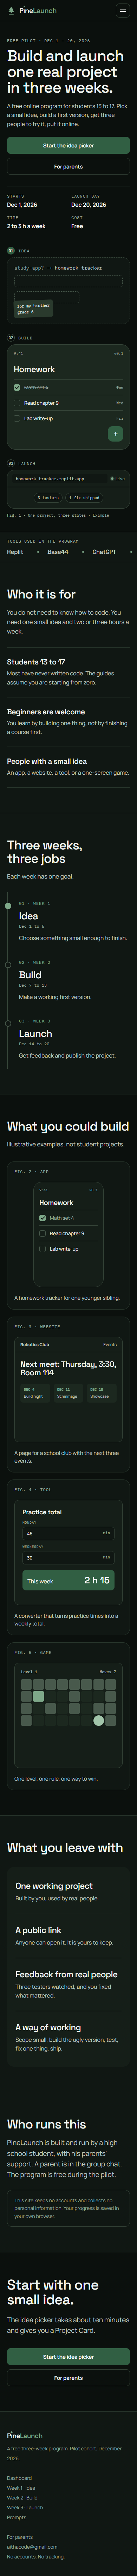 PineLaunch
FREE PILOT · DEC 1 – 20, 2026
Build and launch
one real project
in three weeks.
A free online program for students 13 to 17. Pick
a small idea, build a first version, get three
people to try it, put it online.
Start the idea picker
For parents
STARTS
Dec 1, 2026
LAUNCH DAY
Dec 20, 2026
TIME
2 to 3 h a week
COST
Free
01 IDEA
study app? → homework tracker
for my brother
grade 6
02 BUILD
9:41
v0.1
Homework
Math set 4
Tue
Read chapter 9
Wed
Lab write-up
Fri
+
03 LAUNCH
homework-tracker.replit.app
Live
3 testers
1 fix shipped
Fig. 1 · One project, three states · Example
TOOLS USED IN THE PROGRAM
Replit
Base44
ChatGPT
Who it is for
You do not need to know how to code. You
need one small idea and two or three hours a
week.
Students 13 to 17
Most have never written code. The guides
assume you are starting from zero.
Beginners are welcome
You learn by building one thing, not by finishing
a course first.
People with a small idea
An app, a website, a tool, or a one-screen game.
Three weeks,
three jobs
Each week has one goal.
01 · WEEK 1
Idea
Dec 1 to 6
Choose something small enough to finish.
02 · WEEK 2
Build
Dec 7 to 13
Make a working first version.
03 · WEEK 3
Launch
Dec 14 to 20
Get feedback and publish the project.
What you could build
Illustrative examples, not student projects.
FIG. 2 · APP
9:41
v0.1
Homework
Math set 4
Read chapter 9
Lab write-up
A homework tracker for a younger sibling.
FIG. 3 · WEBSITE
Robotics Club
Events
Next meet: Thursday, 3:30,
Room 114
DEC 4
Build night
DEC 11
Scrimmage
DEC 18
Showcase
A page for a school club with the next three
events.
FIG. 4 · TOOL
Practice total
MONDAY
45
min
WEDNESDAY
30
min
This week
2 h 15
A converter that turns practice times into a
weekly total.
FIG. 5 · GAME
Level 1
Moves 7
One level, one rule, one way to win.
What you leave with
One working project
Built by you, used by real people.
A public link
Anyone can open it. It is yours to keep.
Feedback from real people
Three testers watched, and you fixed
what mattered.
A way of working
Scope small, build the ugly version, test,
fix one thing, ship.
Who runs this
PineLaunch is built and run by a high
school student, with his parents'
support. A parent is in the group chat.
The program is free during the pilot.
This site keeps no accounts and collects no
personal information. Your progress is saved in
your own browser.
Start with one
small idea.
The idea picker takes about ten minutes
and gives you a Project Card.
Start the idea picker
For parents
PineLaunch
A free three-week program. Pilot cohort, December
2026.
Dashboard
Week 1 · Idea
Week 2 · Build
Week 3 · Launch
Prompts
For parents
aithecode@gmail.com
No accounts. No tracking.